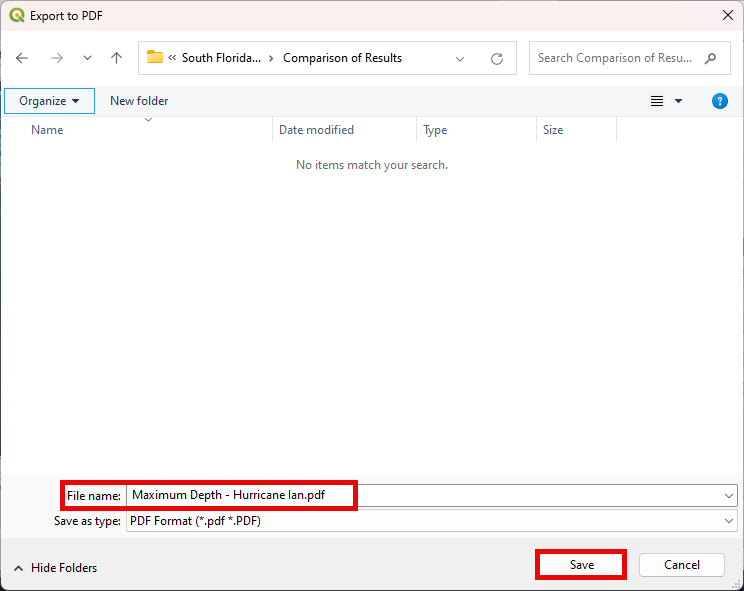 Export to PDF
« South Florida... > Comparison of Results
Search Comparison of Resu...
Organize
New folder
?
Name
Date modified
Type
Size
No items match your search.
File name: Maximum Depth - Hurricane Ian.pdf
Save as type: PDF Format (*.pdf *.PDF)
Hide Folders
Save
Cancel